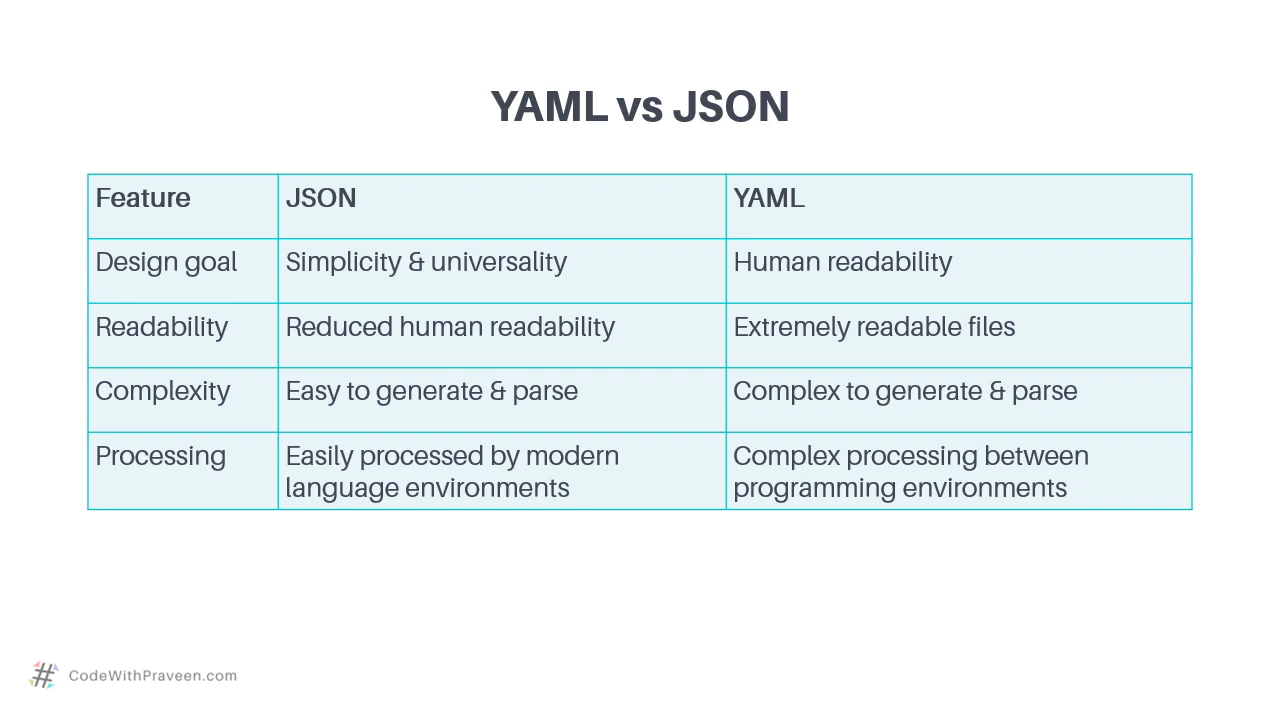 YAML vs JSON
Feature JSON YAML
Design goal Simplicity & universality Human readability
Readability Reduced human readability Extremely readable files
Complexity Easy to generate & parse Complex to generate & parse
Processing Easily processed by modern Complex processing between
language environments programming environments
# CodeWithPraveen.com